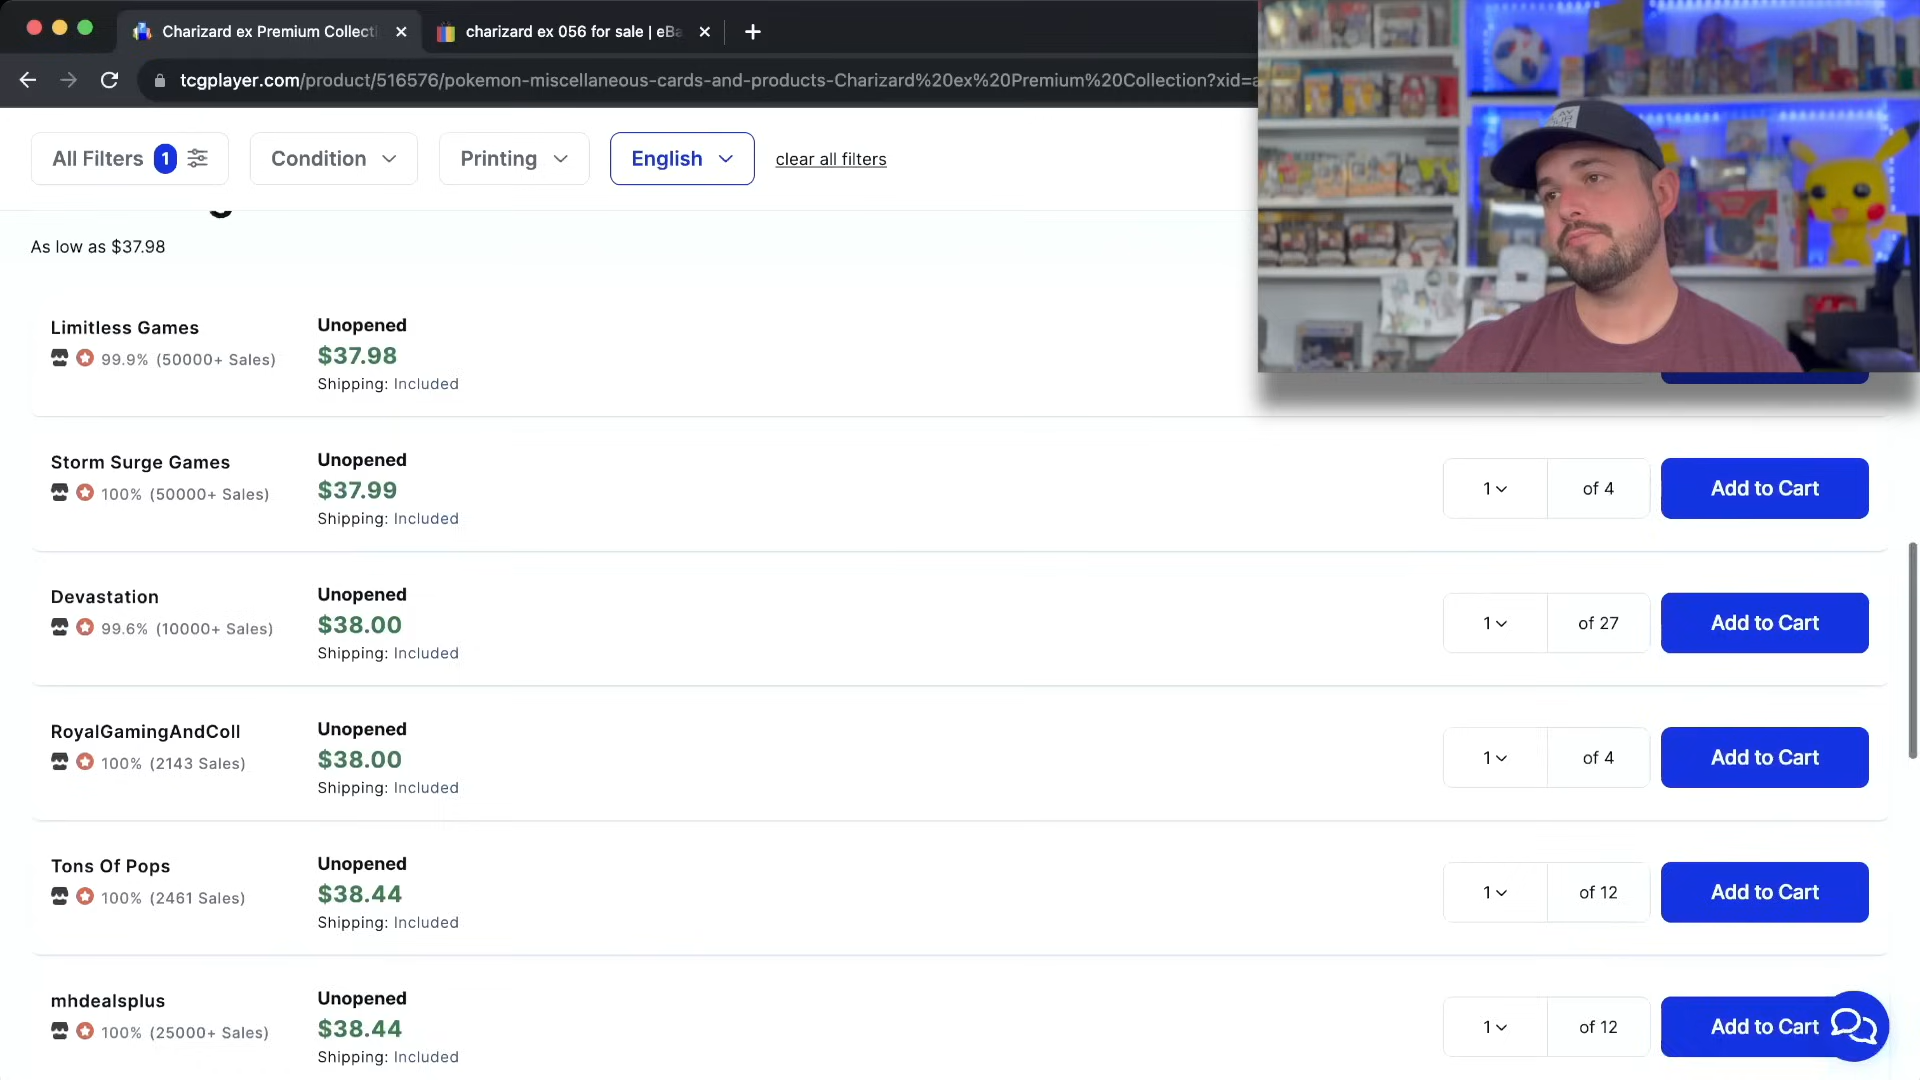 Charizard ex Premium Collecti
charizard ex 056 for sale | eBa
tcgplayer.com/product/516576/pokemon-miscellaneous-cards-and-products-Charizard%20ex%20Premium%20Collection?xid=a
All Filters 1
Condition
Printing
English
clear all filters
As low as $37.98
Limitless Games
99.9% (50000+ Sales)
Unopened
$37.98
Shipping: Included
Storm Surge Games
100% (50000+ Sales)
Unopened
$37.99
Shipping: Included
1
of 4
Add to Cart
Devastation
99.6% (10000+ Sales)
Unopened
$38.00
Shipping: Included
1
of 27
Add to Cart
RoyalGamingAndColl
100% (2143 Sales)
Unopened
$38.00
Shipping: Included
1
of 4
Add to Cart
Tons Of Pops
100% (2461 Sales)
Unopened
$38.44
Shipping: Included
1
of 12
Add to Cart
mhdealsplus
100% (25000+ Sales)
Unopened
$38.44
Shipping: Included
1
of 12
Add to Cart